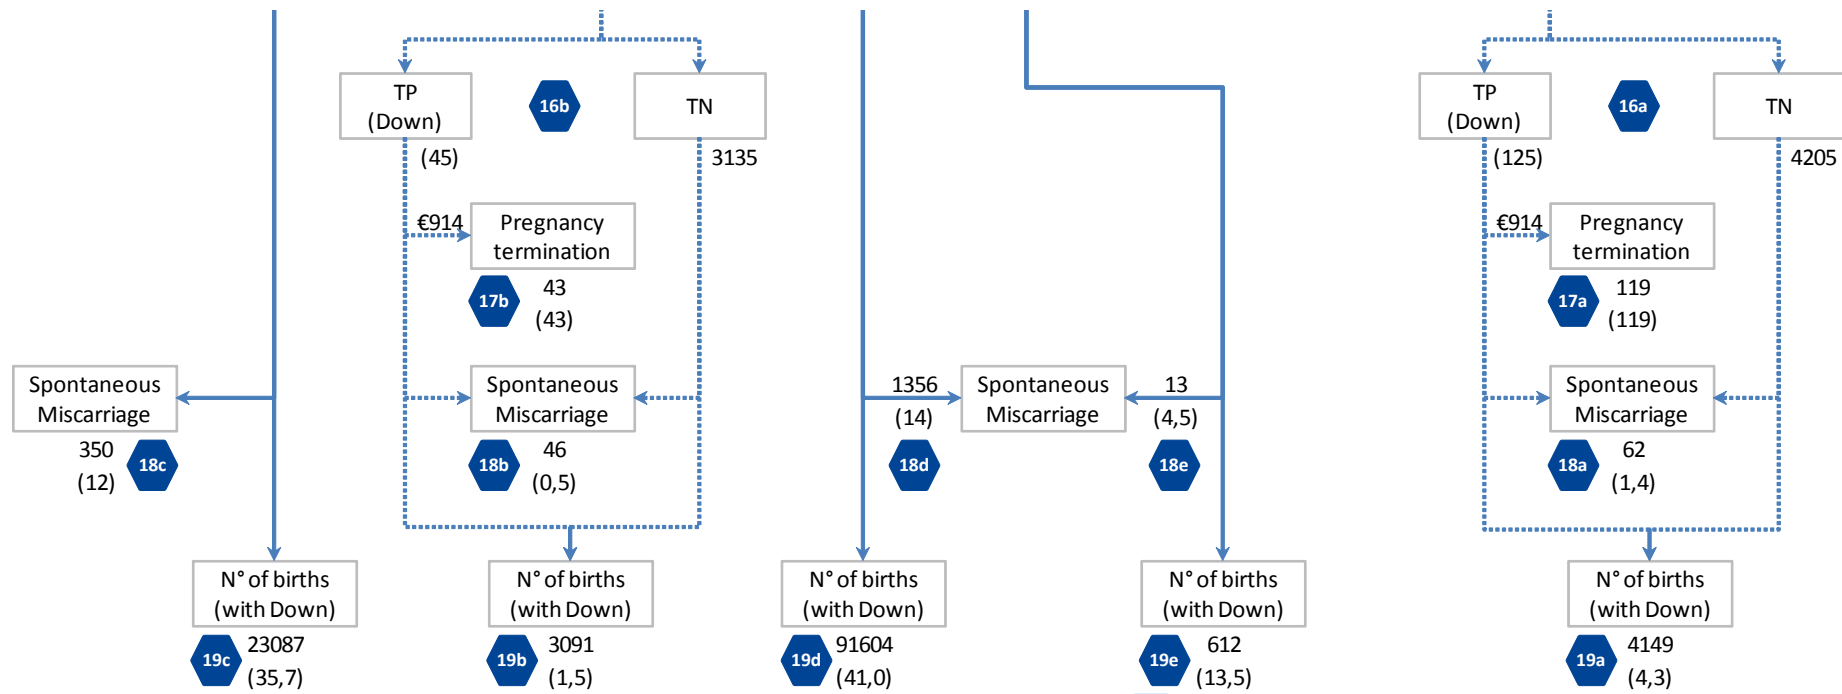 TP
(Down)
16b
TN
(45)
3135
TP
(Down)
16a
TN
(125)
4205
€914
Pregnancy
termination
17b
43
(43)
€914
Pregnancy
termination
17a
119
(119)
Spontaneous
Miscarriage
350
(12)
18c
Spontaneous
Miscarriage
18b
46
(0,5)
1356
(14)
18d
Spontaneous
Miscarriage
13
(4,5)
18e
Spontaneous
Miscarriage
18a
62
(1,4)
N° of births
(with Down)
19c
23087
(35,7)
N° of births
(with Down)
19b
3091
(1,5)
N° of births
(with Down)
19d
91604
(41,0)
N° of births
(with Down)
19e
612
(13,5)
N° of births
(with Down)
19a
4149
(4,3)